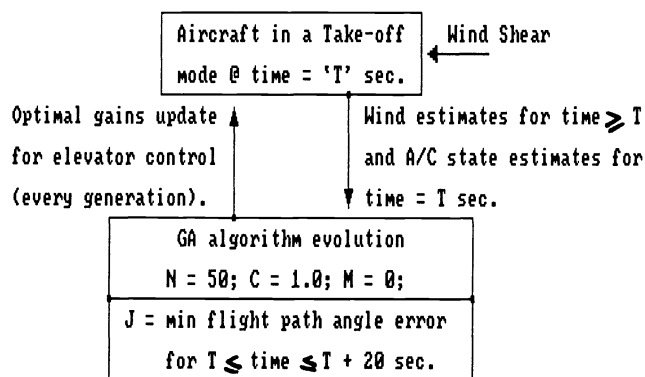 Aircraft in a Take-off
mode @ time = 'T' sec.
Wind Shear
Optimal gains update
for elevator control
(every generation).
Wind estimates for time ⩾ T
and A/C state estimates for
time = T sec.
GA algorithm evolution
N = 50; C = 1.0; M = 0;
J = min flight path angle error
for T ⩽ time ⩽ T + 20 sec.